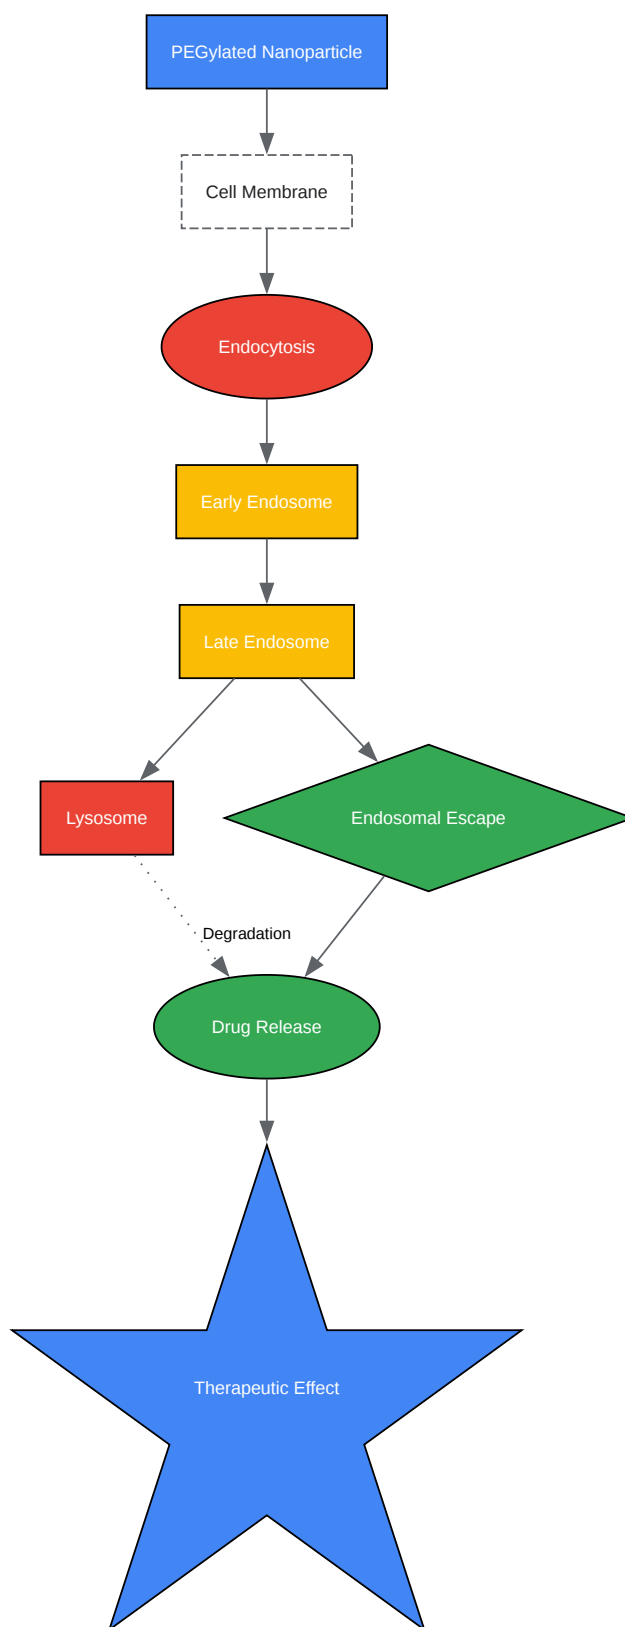 PEGylated Nanoparticle
Cell Membrane
Endocytosis
Early Endosome
Late Endosome
Lysosome
Endosomal Escape
Degradation
Drug Release
Therapeutic Effect